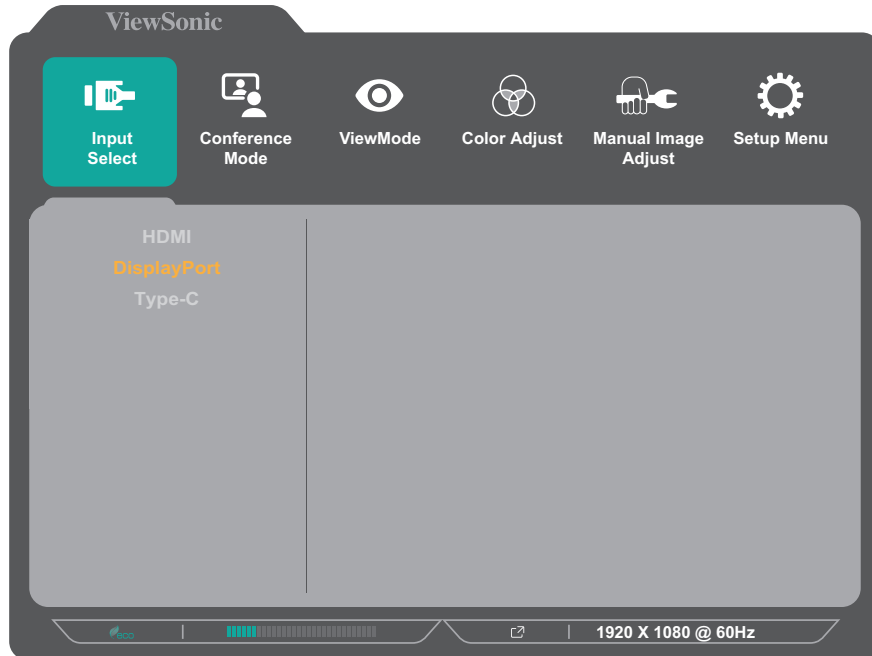 ViewSonic
Input
Select
Conference
Mode
ViewMode
Color Adjust
Manual Image
Adjust
Setup Menu
HDMI
DisplayPort
Type-C
eco
1920 X 1080 @ 60Hz